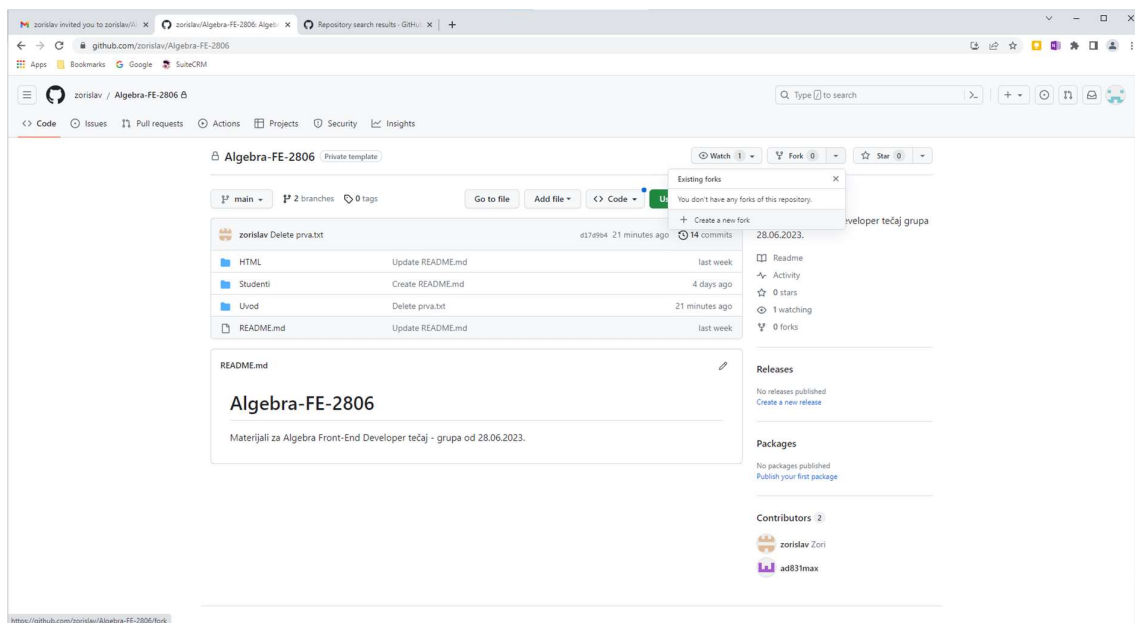 zorislav invited you to zorislav/Al
zorislav/Algebra-FE-2806: Algeb
Repository search results · GitHu
github.com/zorislav/Algebra-FE-2806
Apps Bookmarks Google SuiteCRM
zorislav / Algebra-FE-2806
Type / to search
Code Issues Pull requests Actions Projects Security Insights
Algebra-FE-2806 Private template
Watch 1 Fork 0 Star 0
Existing forks
You don't have any forks of this repository.
+ Create a new fork
main 2 branches 0 tags Go to file Add file <> Code Us
eveloper tečaj grupa
28.06.2023.
zorislav Delete prva.txt d17d9b4 21 minutes ago 14 commits
HTML Update README.md last week
Studenti Create README.md 4 days ago
Uvod Delete prva.txt 21 minutes ago
README.md Update README.md last week
Readme
Activity
0 stars
1 watching
0 forks
README.md
Algebra-FE-2806
Materijali za Algebra Front-End Developer tečaj - grupa od 28.06.2023.
Releases
No releases published
Create a new release
Packages
No packages published
Publish your first package
Contributors 2
zorislav Zori
ad831max
https://github.com/zorislav/Algebra-FE-2806/fork